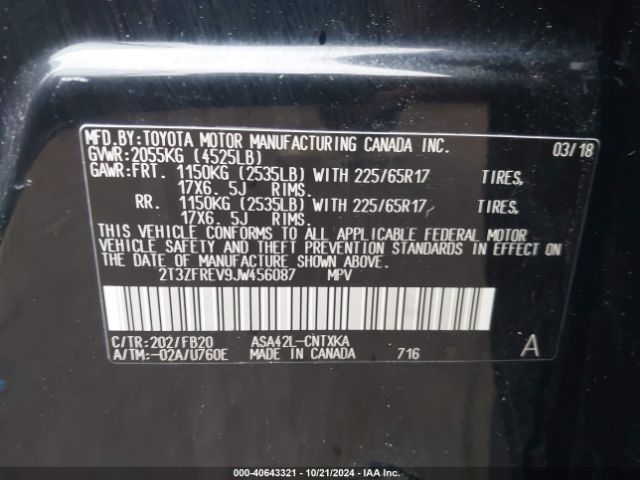 MFD.BY:TOYOTA MOTOR MANUFACTURING CANADA INC. 03/18
GVWR:2055KG (4525LB)
GAWR:FRT. 1150KG (2535LB) WITH 225/65R17 TIRES,
17X6. 5J RIMS.
RR. 1150KG (2535LB) WITH 225/65R17, TIRES,
17X6. 5J RIMS.
THIS VEHICLE CONFORMS TO ALL APPLICABLE FEDERAL MOTOR
VEHICLE SAFETY AND THEFT PREVENTION STANDARDS IN EFFECT ON
THE DATE OF MANUFACTURE SHOWN ABOVE.
2T3ZFREV9JW456087 MPV
C/TR:202/FB20 ASA42L-CNTXKA
A/TM:-02A/U760E MADE IN CANADA 716 A
000-40643321 | 10/21/2024 | IAA Inc.